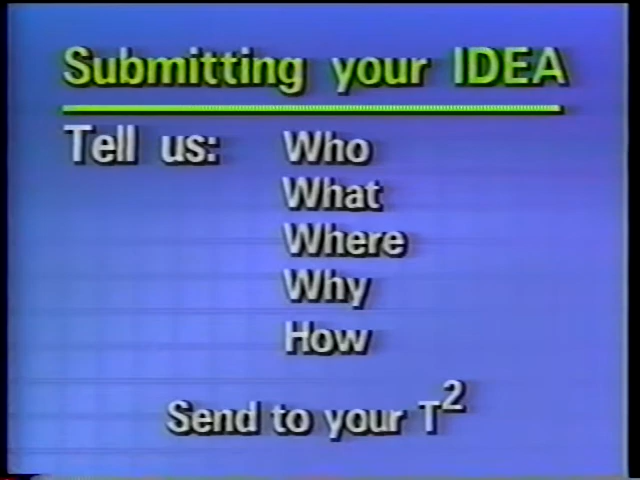 Submitting your IDEA
Tell us: Who
What
Where
Why
How
Send to your T²